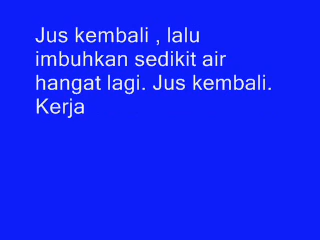 Jus kembali , lalu
imbuhkan sedikit air
hangat lagi. Jus kembali.
Kerja